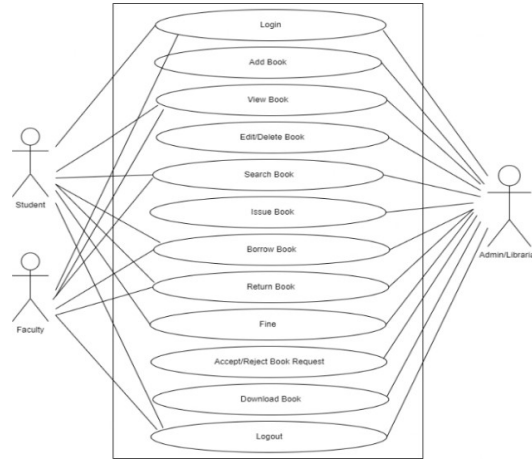 Login
Add Book
View Book
Edit/Delete Book
Search Book
Student
Issue Book
Admin/Libraria
Borrow Book
Return Book
Faculty
Fine
Accept/Reject Book Request
Download Book
Logout